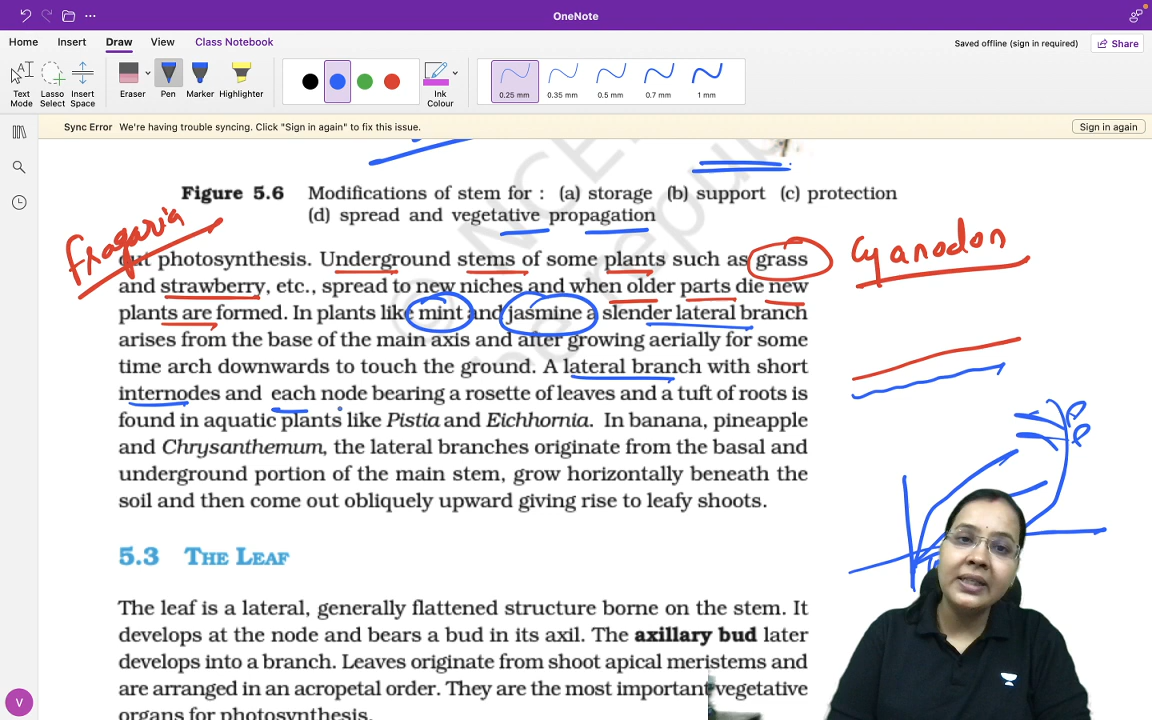 OneNote
Home Insert Draw View Class Notebook
Saved offline (sign in required) Share
Text Mode
Lasso Select
Insert Space
Eraser
Pen
Marker
Highlighter
Ink Colour
0.25 mm 0.35 mm 0.5 mm 0.7 mm 1 mm
Sync Error We're having trouble syncing. Click "Sign in again" to fix this issue. Sign in again
Figure 5.6 Modifications of stem for : (a) storage (b) support (c) protection
(d) spread and vegetative propagation
Fragaria
Cyanodon
out photosynthesis. Underground stems of some plants such as grass
and strawberry, etc., spread to new niches and when older parts die new
plants are formed. In plants like mint and jasmine a slender lateral branch
arises from the base of the main axis and after growing aerially for some
time arch downwards to touch the ground. A lateral branch with short
internodes and each node bearing a rosette of leaves and a tuft of roots is
found in aquatic plants like Pistia and Eichhornia. In banana, pineapple
and Chrysanthemum, the lateral branches originate from the basal and
underground portion of the main stem, grow horizontally beneath the
soil and then come out obliquely upward giving rise to leafy shoots.
5.3 THE LEAF
The leaf is a lateral, generally flattened structure borne on the stem. It
develops at the node and bears a bud in its axil. The axillary bud later
develops into a branch. Leaves originate from shoot apical meristems and
are arranged in an acropetal order. They are the most important vegetative
organs for photosynthesis.
V